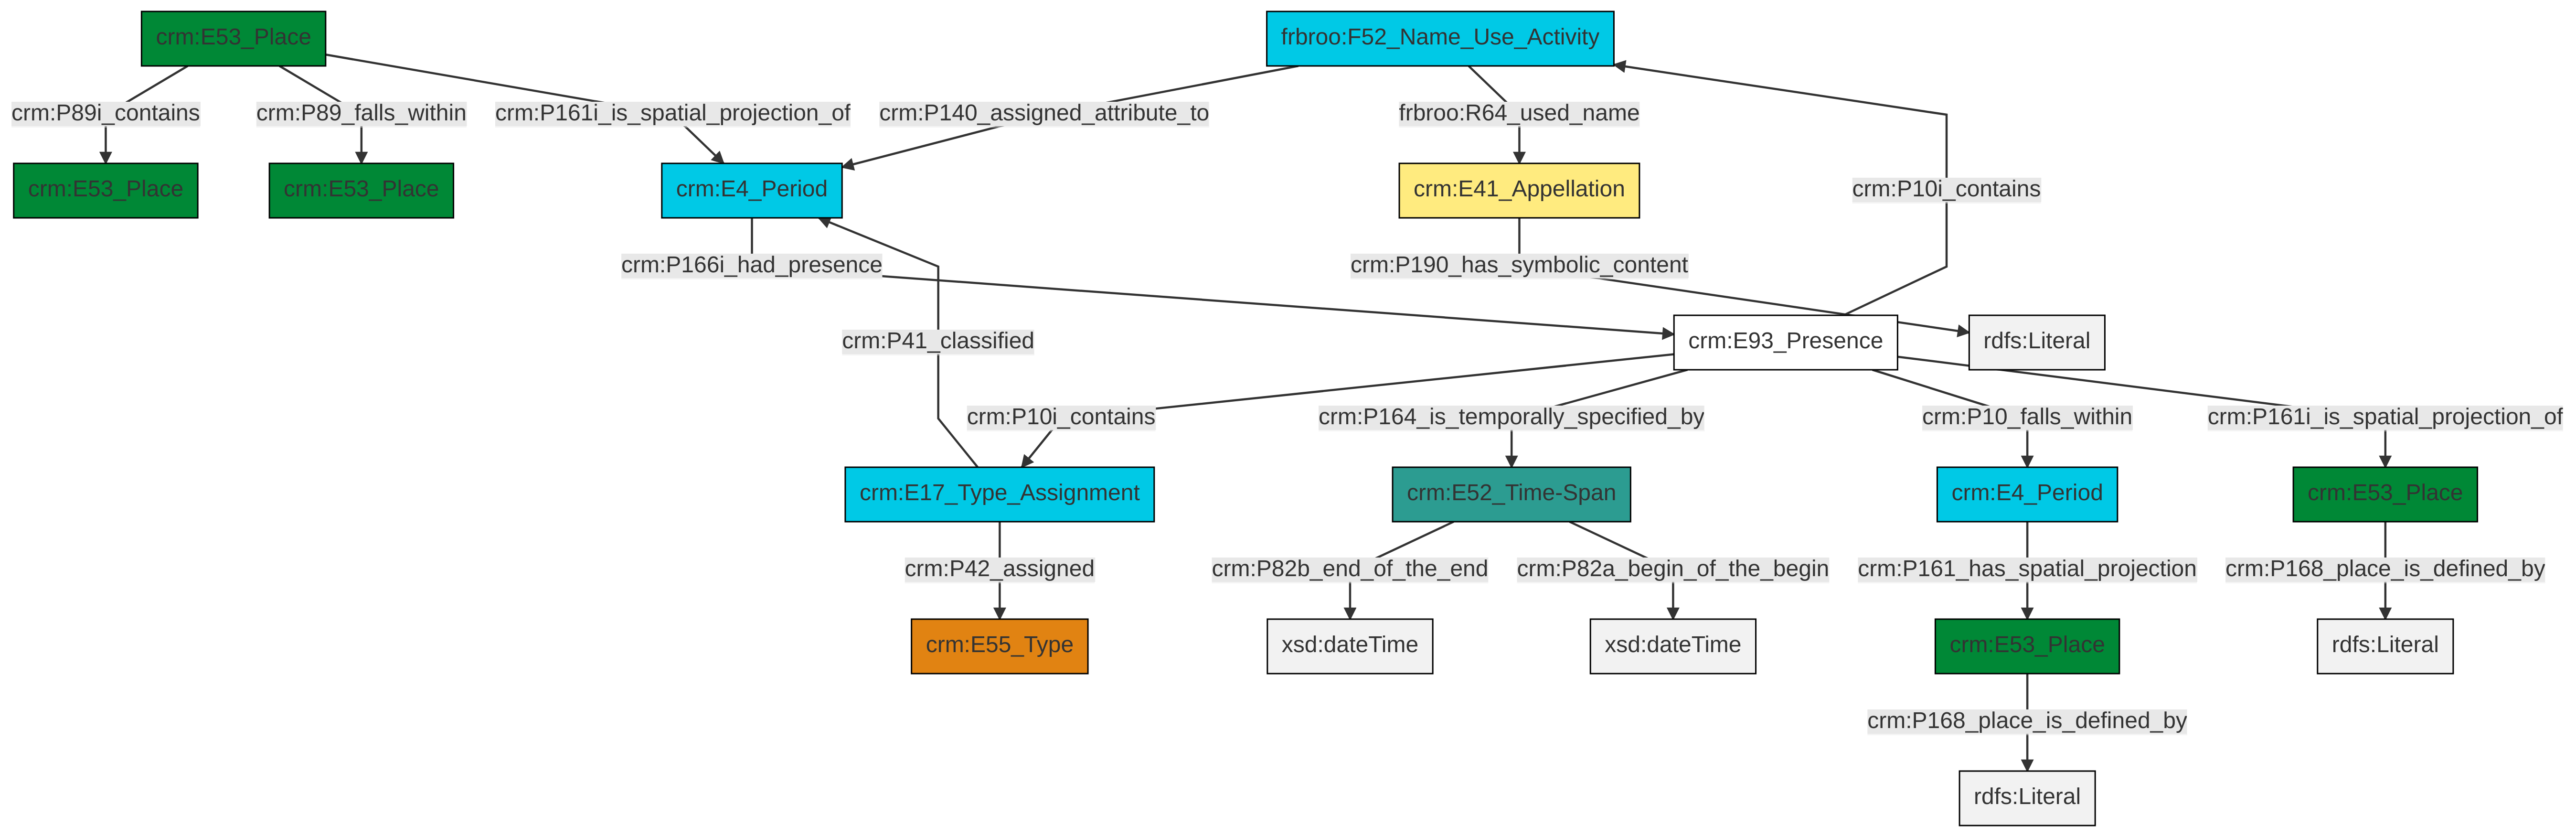 crm:E53_Place
frbroo:F52_Name_Use_Activity
crm:P89i_contains
crm:P89_falls_within
crm:P161i_is_spatial_projection_of
crm:P140_assigned_attribute_to
frbroo:R64_used_name
crm:E53_Place
crm:E53_Place
crm:E4_Period
crm:E41_Appellation
crm:P10i_contains
crm:P166i_had_presence
crm:P190_has_symbolic_content
crm:P41_classified
crm:E93_Presence
rdfs:Literal
crm:P10i_contains
crm:P164_is_temporally_specified_by
crm:P10_falls_within
crm:P161i_is_spatial_projection_of
crm:E17_Type_Assignment
crm:E52_Time-Span
crm:E4_Period
crm:E53_Place
crm:P42_assigned
crm:P82b_end_of_the_end
crm:P82a_begin_of_the_begin
crm:P161_has_spatial_projection
crm:P168_place_is_defined_by
crm:E55_Type
xsd:dateTime
xsd:dateTime
crm:E53_Place
rdfs:Literal
crm:P168_place_is_defined_by
rdfs:Literal